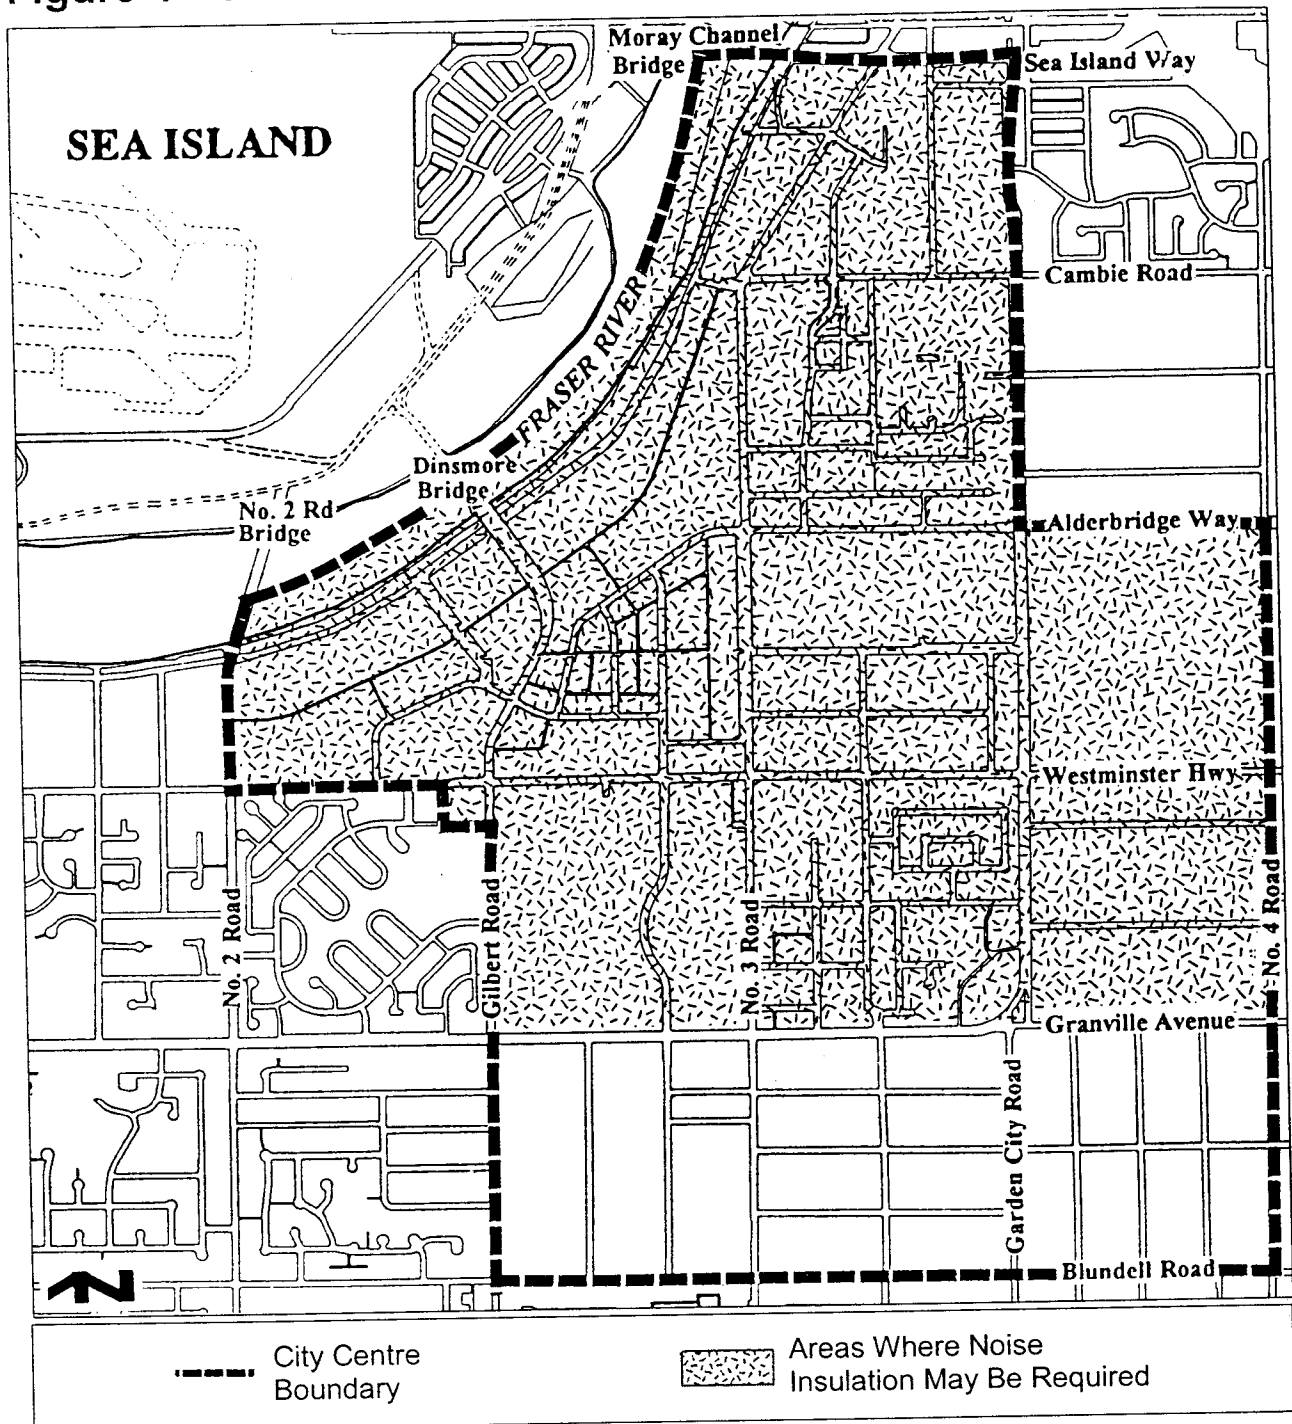 Figure
Moray Channel
Bridge
Sea Island Way
SEA ISLAND
Cambie Road
FRASER RIVER
Dinsmore
Bridge
No. 2 Rd
Bridge
Alderbridge Way
Westminster Hwy
No. 2 Road
Gilbert Road
No. 3 Road
No. 4 Road
Granville Avenue
Garden City Road
Blundell Road
N
City Centre
Boundary
Areas Where Noise
Insulation May Be Required